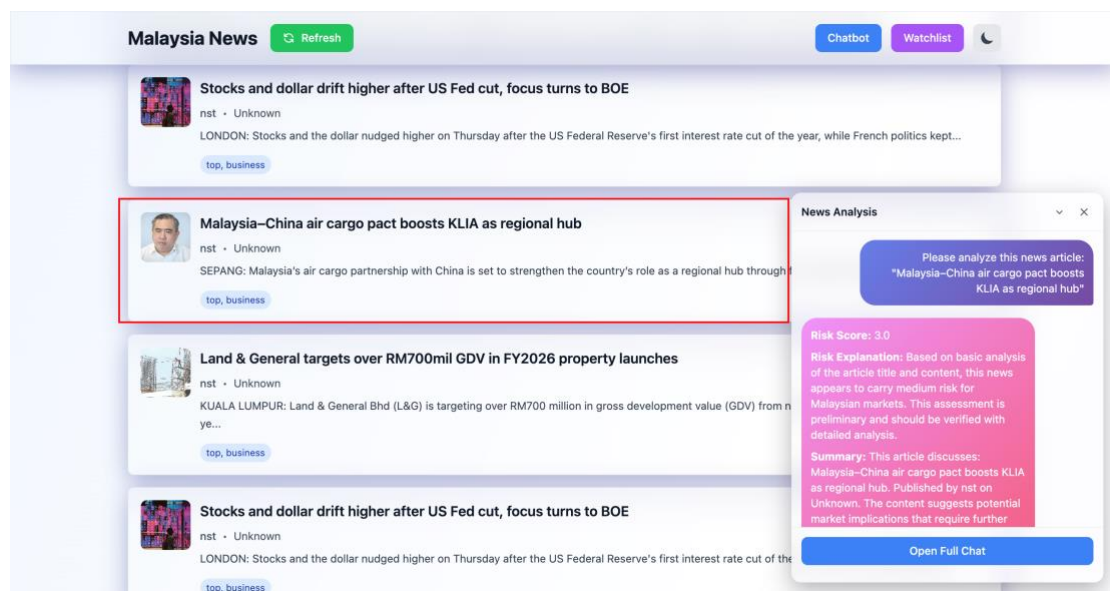 Malaysia News
Refresh
Chatbot
Watchlist
Stocks and dollar drift higher after US Fed cut, focus turns to BOE
nst • Unknown
LONDON: Stocks and the dollar nudged higher on Thursday after the US Federal Reserve's first interest rate cut of the year, while French politics kept...
top, business
Malaysia–China air cargo pact boosts KLIA as regional hub
nst • Unknown
SEPANG: Malaysia's air cargo partnership with China is set to strengthen the country's role as a regional hub through
top, business
Land & General targets over RM700mil GDV in FY2026 property launches
nst • Unknown
KUALA LUMPUR: Land & General Bhd (L&G) is targeting over RM700 million in gross development value (GDV) from
ye...
top, business
Stocks and dollar drift higher after US Fed cut, focus turns to BOE
nst • Unknown
LONDON: Stocks and the dollar nudged higher on Thursday after the US Federal Reserve's first interest rate cut of the
top, business
News Analysis
Please analyze this news article:
"Malaysia–China air cargo pact boosts
KLIA as regional hub"
Risk Score: 3.0
Risk Explanation: Based on basic analysis
of the article title and content, this news
appears to carry medium risk for
Malaysian markets. This assessment is
preliminary and should be verified with
detailed analysis.
Summary: This article discusses:
Malaysia–China air cargo pact boosts KLIA
as regional hub. Published by nst on
Unknown. The content suggests potential
market implications that require further
Open Full Chat